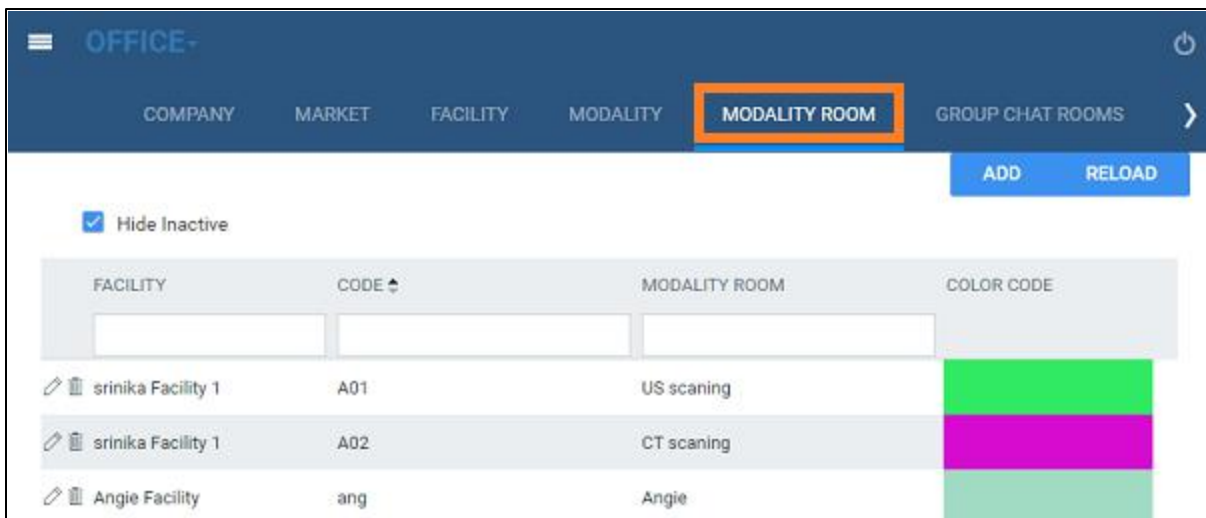 OFFICE
COMPANY MARKET FACILITY MODALITY MODALITY ROOM GROUP CHAT ROOMS
ADD RELOAD
Hide Inactive
FACILITY CODE MODALITY ROOM COLOR CODE
srinika Facility 1 A01 US scaning
srinika Facility 1 A02 CT scaning
Angie Facility ang Angie